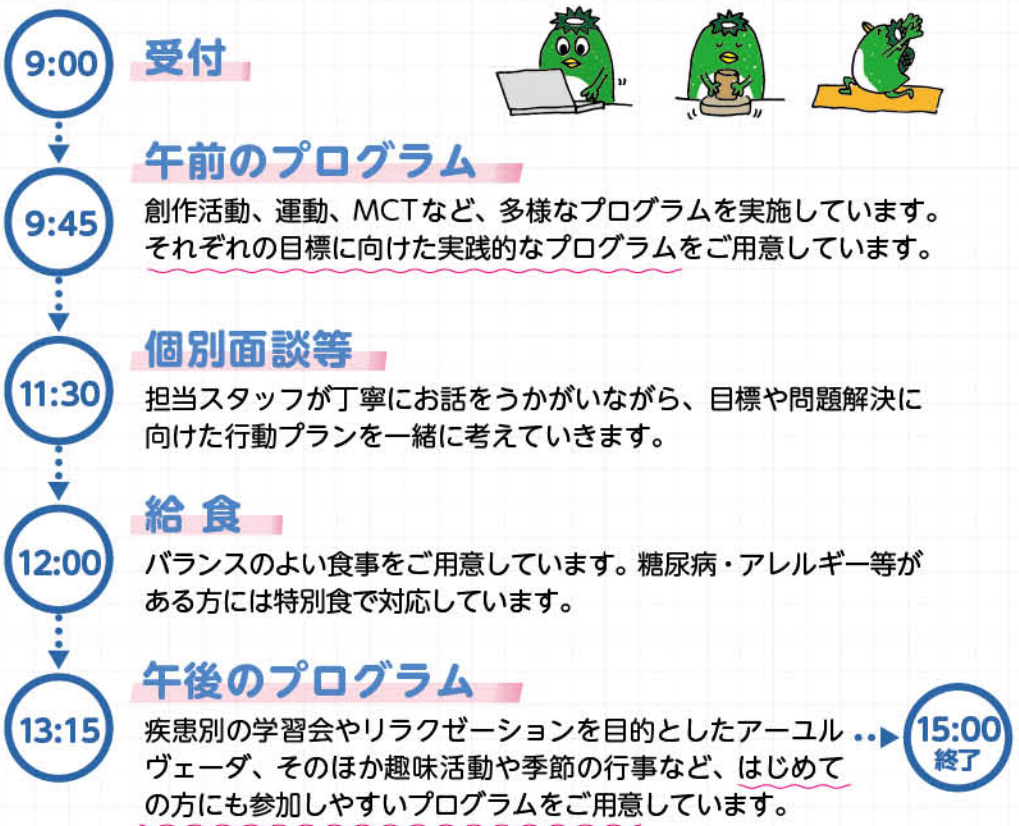 9:00 受付
9:45 午前のプログラム
創作活動、運動、MCTなど、多様なプログラムを実施しています。
それぞれの目標に向けた実践的なプログラムをご用意しています。
11:30 個別面談等
担当スタッフが丁寧にお話をうかがいながら、目標や問題解決に
向けた行動プランを一緒に考えていきます。
12:00 給 食
バランスのよい食事をご用意しています。糖尿病・アレルギー等が
ある方には特別食で対応しています。
13:15 午後のプログラム
疾患別の学習会やリラクゼーションを目的としたアーユル
ヴェーダ、そのほか趣味活動や季節の行事など、はじめて
の方にも参加しやすいプログラムをご用意しています。
15:00
終了